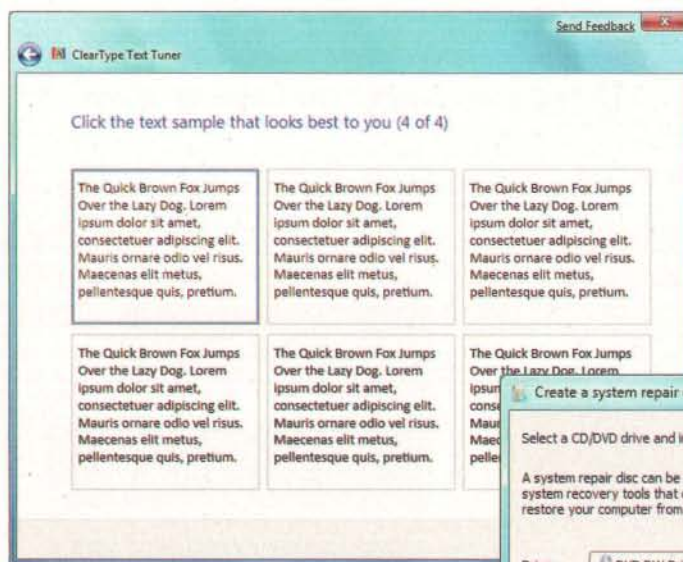 Send Feedback
ClearType Text Tuner
Click the text sample that looks best to you (4 of 4)
The Quick Brown Fox Jumps
Over the Lazy Dog. Lorem
ipsum dolor sit amet,
consectetuer adipiscing elit.
Mauris ornare odio vel risus.
Maecenas elit metus,
pellentesque quis, pretium.
The Quick Brown Fox Jumps
Over the Lazy Dog. Lorem
ipsum dolor sit amet,
consectetuer adipiscing elit.
Mauris ornare odio vel risus.
Maecenas elit metus,
pellentesque quis, pretium.
The Quick Brown Fox Jumps
Over the Lazy Dog. Lorem
ipsum dolor sit amet,
consectetuer adipiscing elit.
Mauris ornare odio vel risus.
Maecenas elit metus,
pellentesque quis, pretium.
The Quick Brown Fox Jumps
Over the Lazy Dog. Lorem
ipsum dolor sit amet,
consectetuer adipiscing elit.
Mauris ornare odio vel risus.
Maecenas elit metus,
pellentesque quis, pretium.
The Quick Brown Fox Jumps
Over the Lazy Dog. Lorem
ipsum dolor sit amet,
consectetuer adipiscing elit.
Mauris ornare odio vel risus.
Maecenas elit metus,
pellentesque quis, pretium.
The Quick Brown Fox Jumps
Over the Lazy Dog. Lorem
Create a system repair
Select a CD/DVD drive and
A system repair disc can be
system recovery tools that
restore your computer from